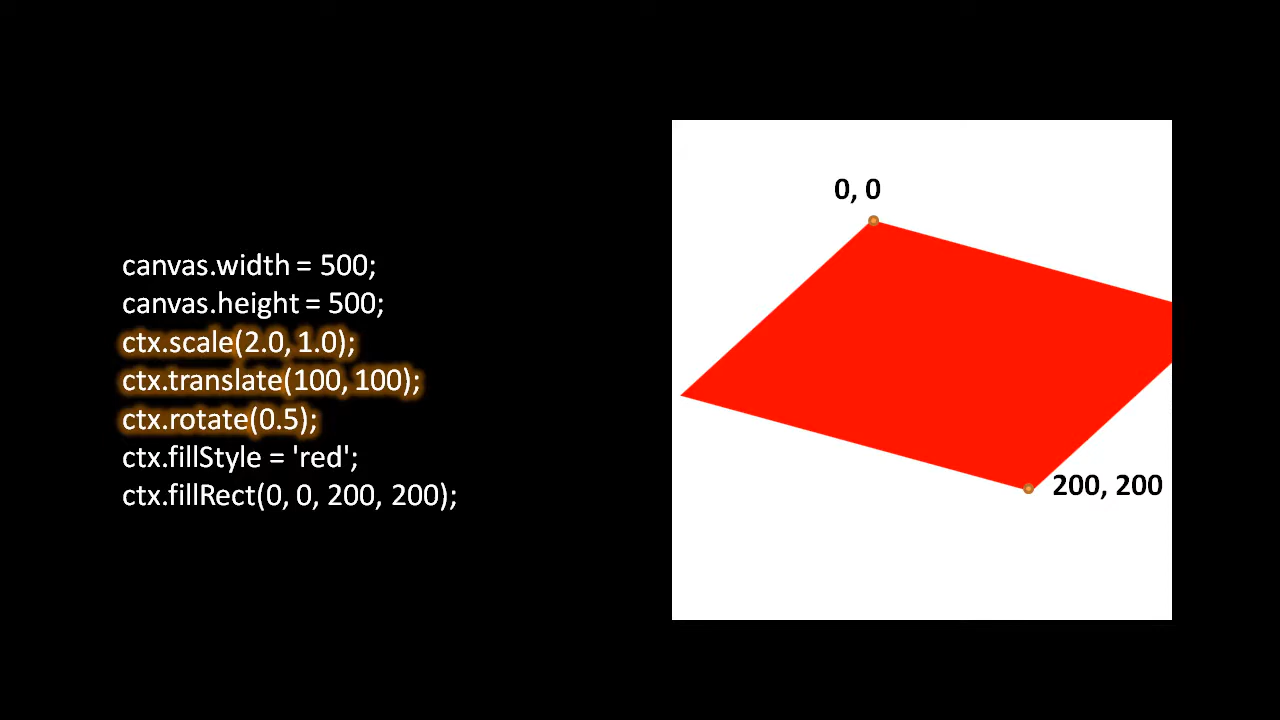 0, 0
canvas.width = 500;
canvas.height = 500;
ctx.scale(2.0, 1.0);
ctx.translate(100, 100);
ctx.rotate(0.5);
ctx.fillStyle = 'red';
ctx.fillRect(0, 0, 200, 200);
200, 200